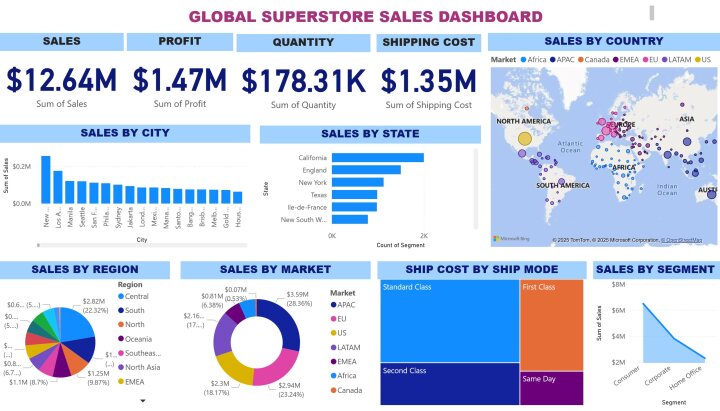 GLOBAL SUPERSTORE SALES DASHBOARD
SALES
PROFIT
QUANTITY
SHIPPING COST
SALES BY COUNTRY
$12.64M
Sum of Sales
$1.47M
Sum of Profit
$178.31K
Sum of Quantity
$1.35M
Sum of Shipping Cost
Market Africa APAC Canada EMEA EU LATAM US
NORTH AMERICA
EUROPE
ASIA
Atlantic
Ocean
AFRICA
SOUTH AMERICA
Indian
Ocean
AUST
Microsoft Bing
© 2025 TomTom, © 2025 Microsoft Corporation, © OpenStreetMap
SALES BY CITY
Sum of Sales
$0.2M
$0.0M
New ...
Los A...
Manila
Seattle
San F...
Phila...
Sydney
Jakarta
Lond...
Mexi...
Mana...
Santo...
Bang...
Brisb...
Melb...
Gold ...
Hous...
City
SALES BY STATE
State
California
England
New York
Texas
Ile-de-France
New South W...
0K
2K
Count of Segment
SALES BY REGION
$0.6... (5....)
$0....
(5....)
$1...
(...)
$0.8...
(6.7...)
$1.1M (8.7%)
$2.82M
(22.32%)
$1....
(...)
$1.25M
(9.87%)
Region
Central
South
North
Oceania
Southeas...
North Asia
EMEA
SALES BY MARKET
$0.07M
(0.53%)
$0.81M
(6.38%)
$2.16...
(17....)
$2.3M
(18.17%)
$3.59M
(28.36%)
$2.94M
(23.24%)
Market
APAC
EU
US
LATAM
EMEA
Africa
Canada
SHIP COST BY SHIP MODE
Standard Class
First Class
Second Class
Same Day
SALES BY SEGMENT
Sum of Sales
$8M
$6M
$4M
$2M
Consumer
Corporate
Home Office
Segment